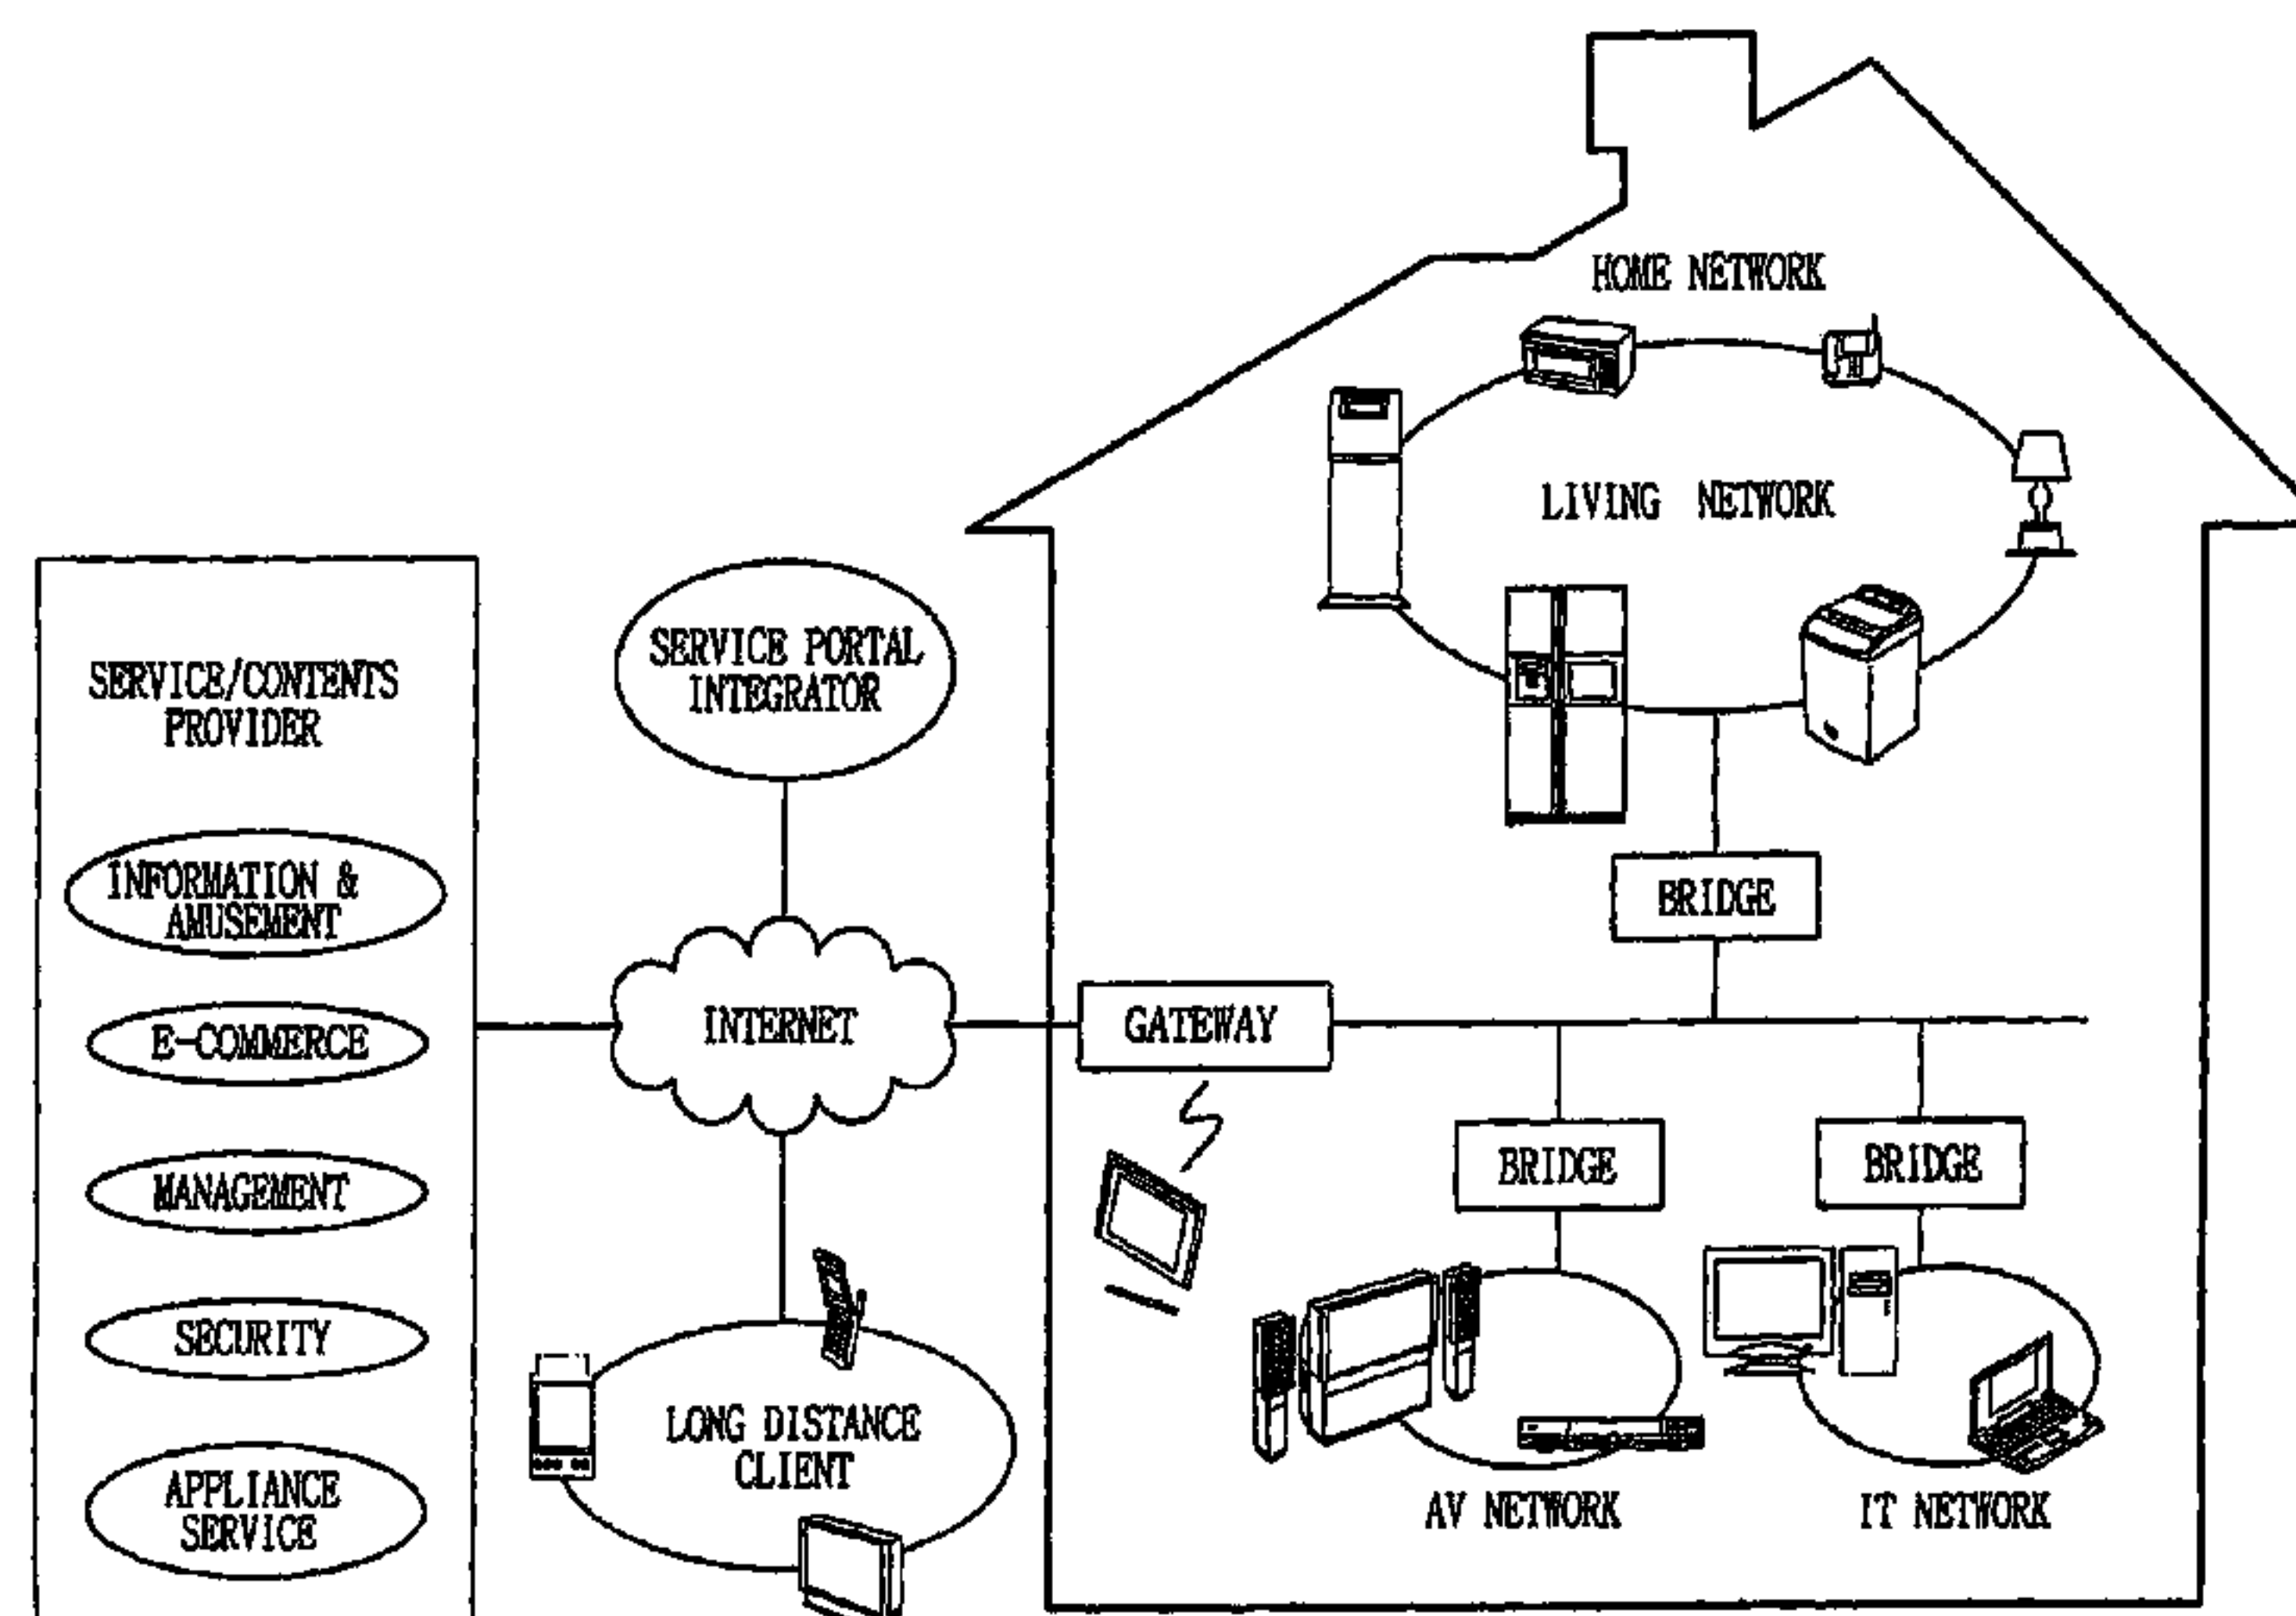 HOME NETWORK
LIVING NETWORK
SERVICE/CONTENTS
PROVIDER
INFORMATION &
AMUSEMENT
E-COMMERCE
MANAGEMENT
SECURITY
APPLIANCE
SERVICE
SERVICE PORTAL
INTEGRATOR
INTERNET
LONG DISTANCE
CLIENT
GATEWAY
BRIDGE
BRIDGE
BRIDGE
AV NETWORK
IT NETWORK